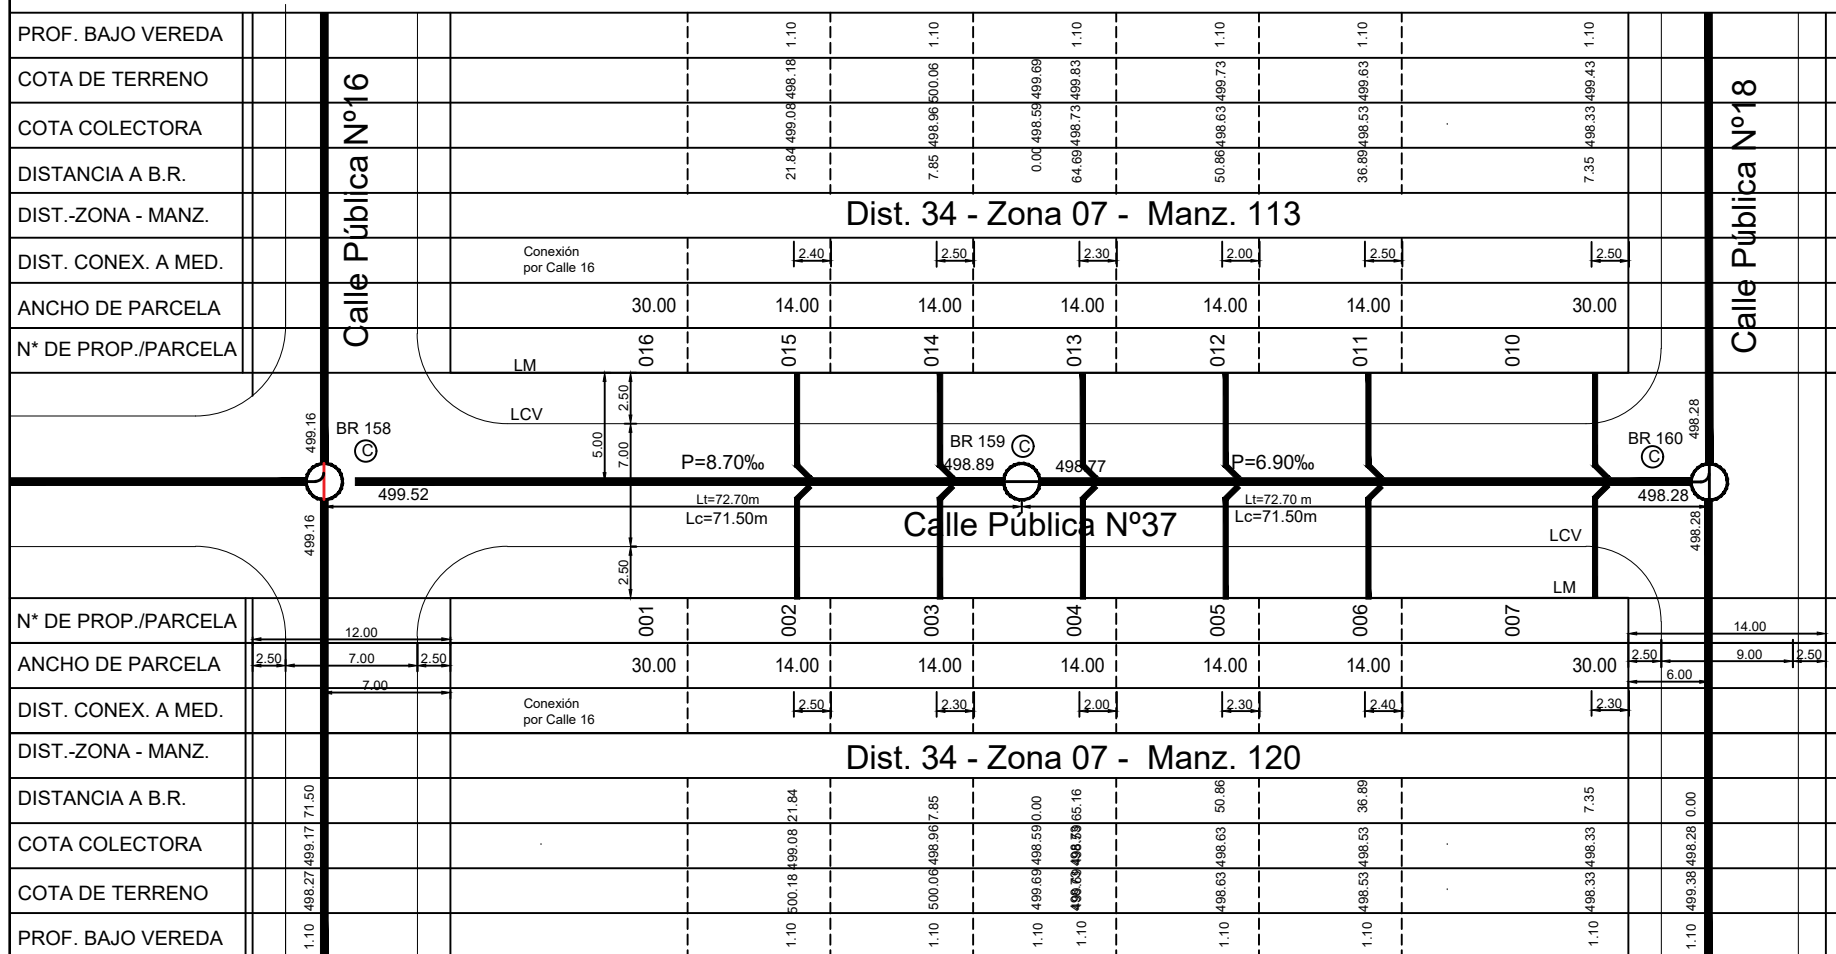 PROF. BAJO VEREDA 1.10 1.10 1.10 1.10 1.10 1.10
COTA DE TERRENO 498.18 500.06 499.69 499.83 499.73 499.63 499.43
COTA COLECTORA 499.08 498.96 498.59 498.73 498.63 498.53 498.33
DISTANCIA A B.R. 21.84 7.85 0.00 64.69 50.86 36.89 7.35
Calle Pública Nº16
Calle Pública Nº18
DIST.-ZONA - MANZ. Dist. 34 - Zona 07 - Manz. 113
DIST. CONEX. A MED. Conexión
por Calle 16
2.40 2.50 2.30 2.00 2.50 2.50
ANCHO DE PARCELA 30.00 14.00 14.00 14.00 14.00 14.00 30.00
N* DE PROP./PARCELA 016 015 014 013 012 011 010
LM
LCV
2.50
5.00
7.00
499.16
BR 158
C
BR 159 C
498.28
BR 160
C
P=8.70‰ 498.89 498.77 P=6.90‰
499.52 498.28
Lt=72.70m Lt=72.70 m
Lc=71.50m Lc=71.50m
Calle Pública Nº37
499.16
498.28
LCV
2.50
LM
N* DE PROP./PARCELA 001 002 003 004 005 006 007
12.00 14.00
ANCHO DE PARCELA 2.50 7.00 2.50 30.00 14.00 14.00 14.00 14.00 14.00 30.00 2.50 9.00 2.50
7.00 6.00
DIST. CONEX. A MED. Conexión
por Calle 16
2.50 2.30 2.00 2.30 2.40 2.30
DIST.-ZONA - MANZ. Dist. 34 - Zona 07 - Manz. 120
DISTANCIA A B.R. 71.50 21.84 7.85 0.00 65.16 50.86 36.89 7.35 0.00
COTA COLECTORA 499.17 499.08 498.96 498.59 498.63 498.53 498.33 498.28
COTA DE TERRENO 498.27 500.18 500.06 499.69 498.63 498.53 498.33 499.38
PROF. BAJO VEREDA 1.10 1.10 1.10 1.10 1.10 1.10 1.10 1.10 1.10